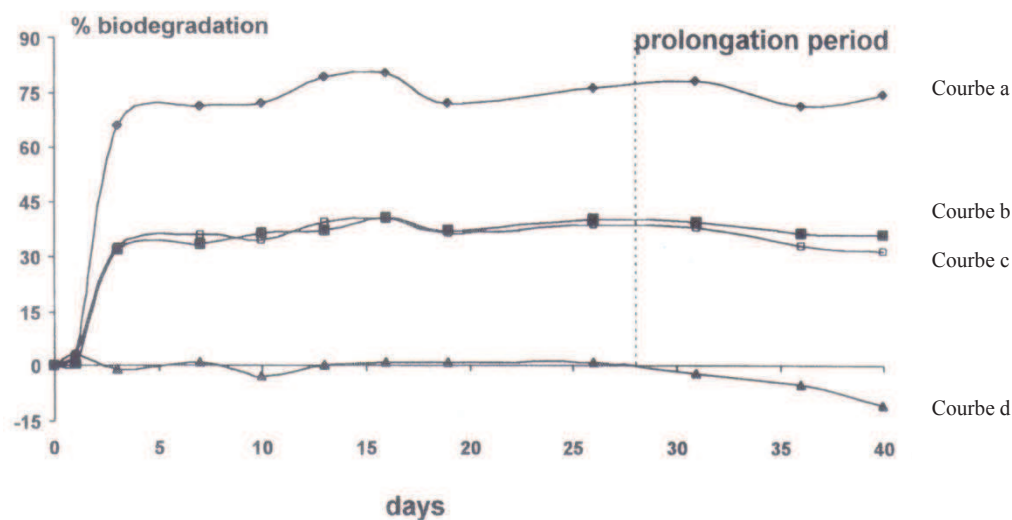 % biodegradation
prolongation period
90
75
60
45
30
15
0
-15
0 5 10 15 20 25 30 35 40
days
Courbe a
Courbe b
Courbe c
Courbe d